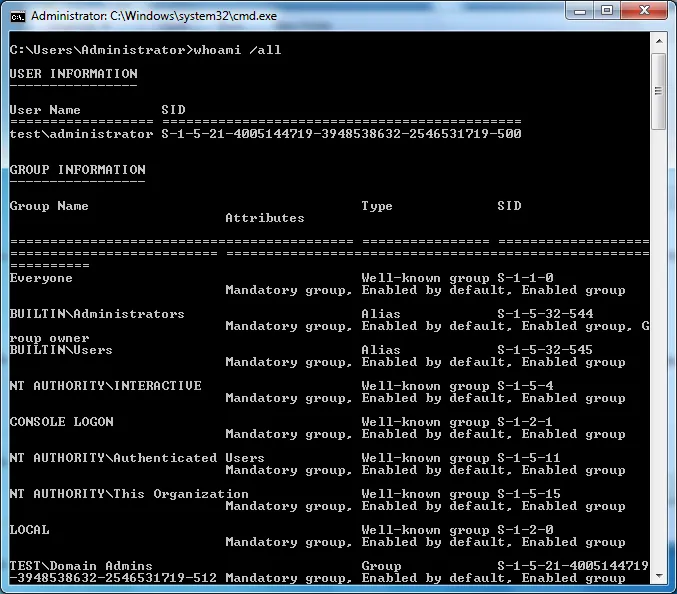 Administrator: C:\Windows\system32\cmd.exe
C:\Users\Administrator>whoami /all
USER INFORMATION
----------------
User Name          SID
================== =============================================
test\administrator S-1-5-21-4005144719-3948538632-2546531719-500
GROUP INFORMATION
-----------------
Group Name                                  Type             SID
                           Attributes
=========================================== ================ ===================
========================== =====================================================
==========
Everyone                                    Well-known group S-1-1-0
                           Mandatory group, Enabled by default, Enabled group
BUILTIN\Administrators                      Alias            S-1-5-32-544
                           Mandatory group, Enabled by default, Enabled group, G
roup owner
BUILTIN\Users                               Alias            S-1-5-32-545
                           Mandatory group, Enabled by default, Enabled group
NT AUTHORITY\INTERACTIVE                    Well-known group S-1-5-4
                           Mandatory group, Enabled by default, Enabled group
CONSOLE LOGON                               Well-known group S-1-2-1
                           Mandatory group, Enabled by default, Enabled group
NT AUTHORITY\Authenticated Users            Well-known group S-1-5-11
                           Mandatory group, Enabled by default, Enabled group
NT AUTHORITY\This Organization              Well-known group S-1-5-15
                           Mandatory group, Enabled by default, Enabled group
LOCAL                                       Well-known group S-1-2-0
                           Mandatory group, Enabled by default, Enabled group
TEST\Domain Admins                          Group            S-1-5-21-4005144719
-3948538632-2546531719-512 Mandatory group, Enabled by default, Enabled group